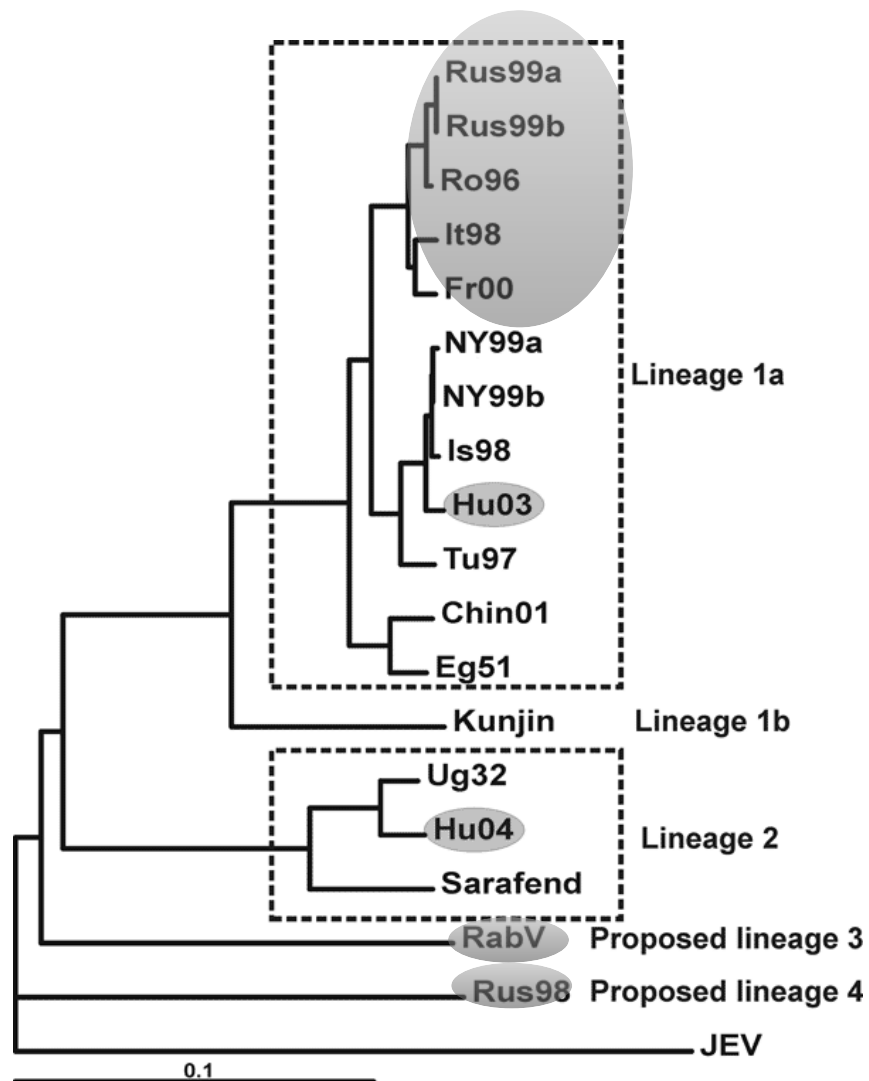 Rus99a
Rus99b
Ro96
It98
Fr00
NY99a
Lineage 1a
NY99b
Is98
Hu03
Tu97
Chin01
Eg51
Kunjin Lineage 1b
Ug32
Hu04 Lineage 2
Sarafend
RabV Proposed lineage 3
Rus98 Proposed lineage 4
JEV
0.1